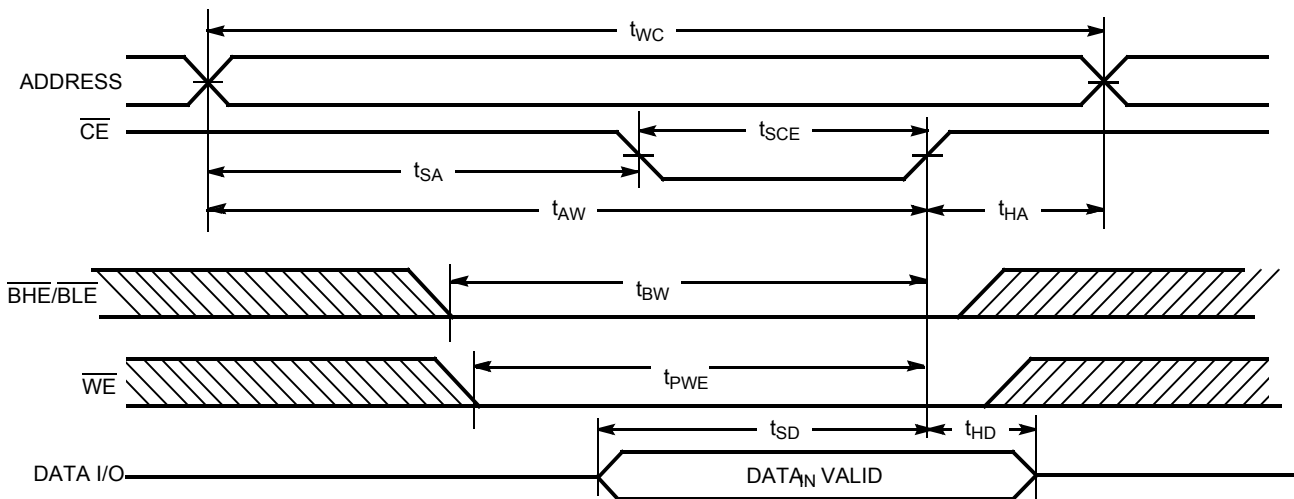 tWC
ADDRESS
CE
tSCE
tSA
tAW
tHA
BHE/BLE
tBW
WE
tPWE
tSD
tHD
DATA I/O
DATAIN VALID